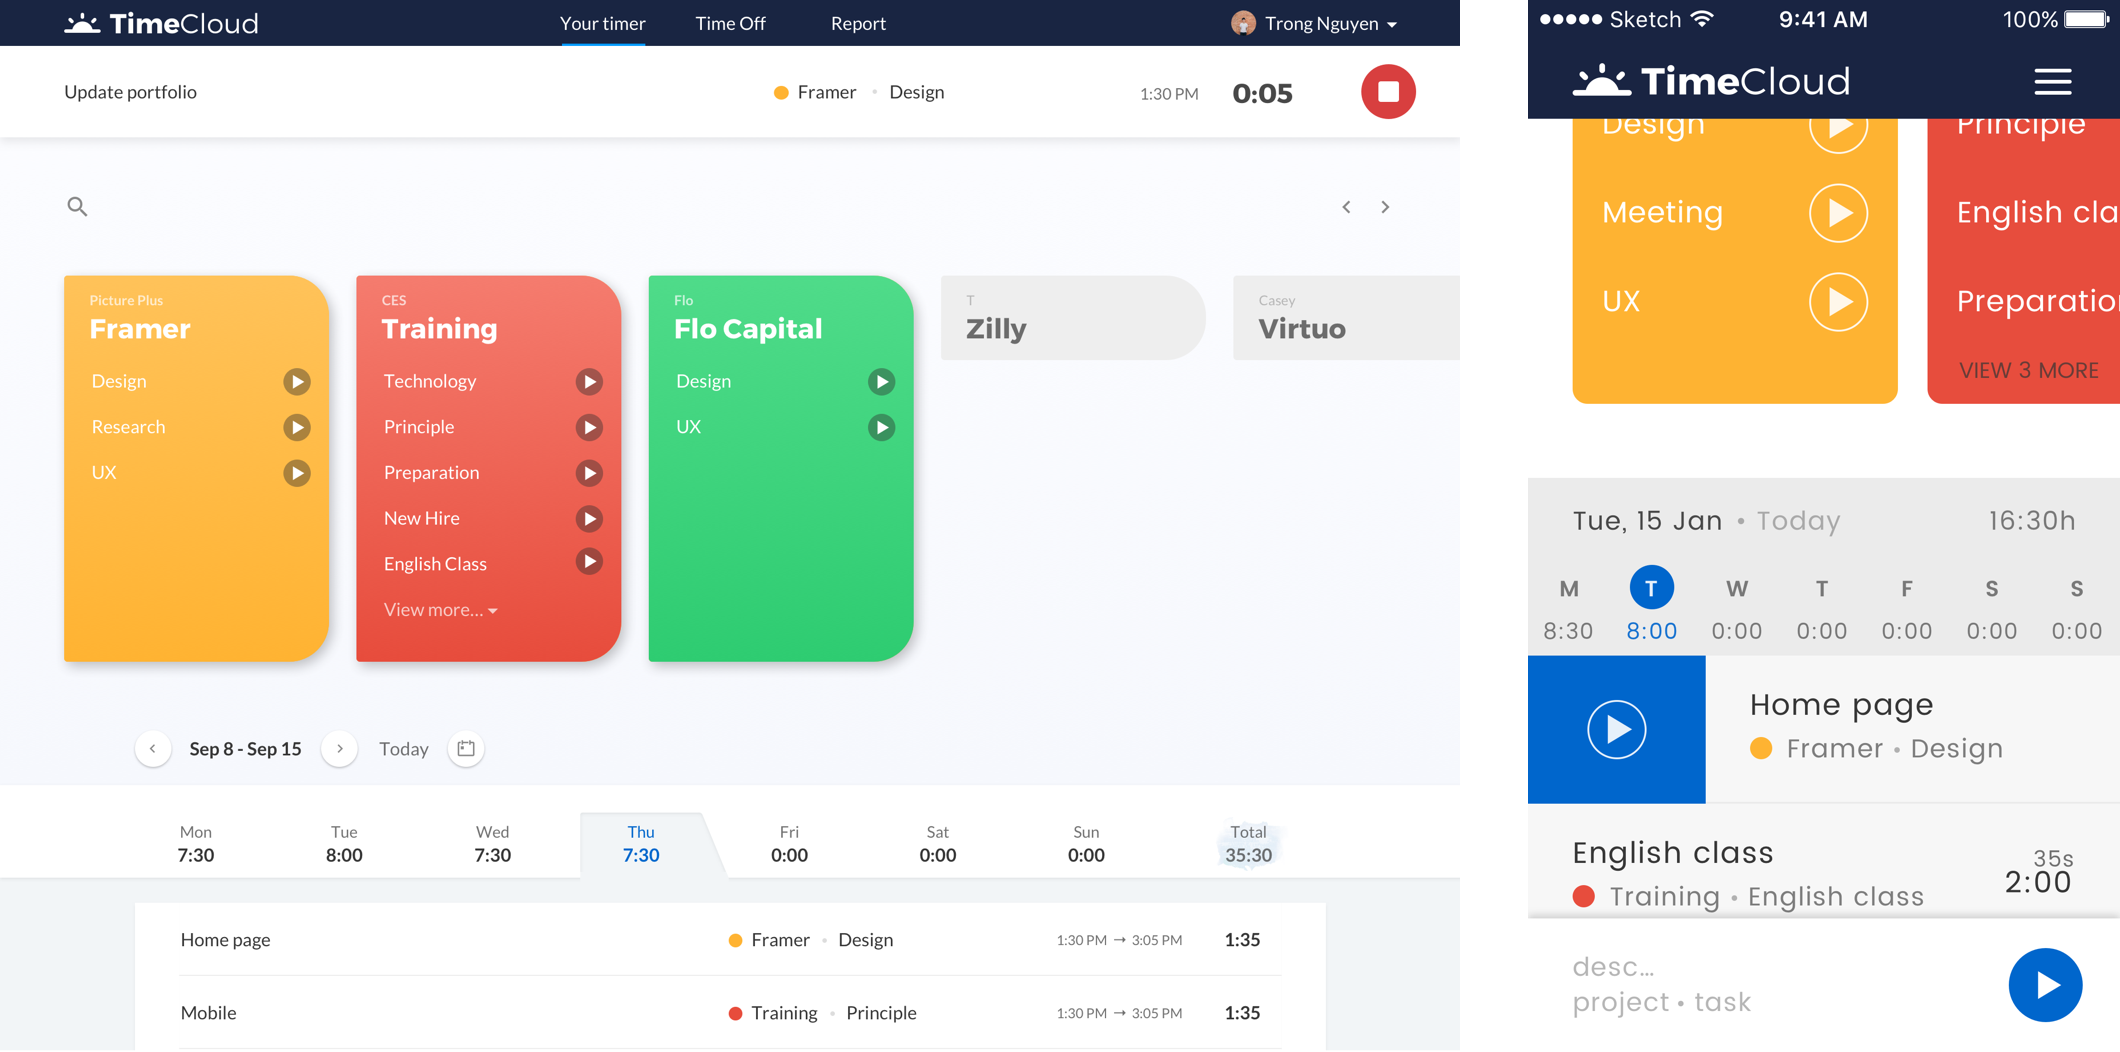 TimeCloud
Your timer
Time Off
Report
Trong Nguyen
Update portfolio
Framer • Design
1:30 PM
0:05
Picture Plus
Framer
Design
Research
UX
CES
Training
Technology
Principle
Preparation
New Hire
English Class
View more...
Flo
Flo Capital
Design
UX
T
Zilly
Casey
Virtuo
Sep 8 - Sep 15
Today
Mon
7:30
Tue
8:00
Wed
7:30
Thu
7:30
Fri
0:00
Sat
0:00
Sun
0:00
Total
35:30
Home page
Framer • Design
1:30 PM → 3:05 PM
1:35
Mobile
Training • Principle
1:30 PM → 3:05 PM
1:35
Sketch
9:41 AM
100%
TimeCloud
Design
Meeting
UX
Principle
English cla
Preparatio
VIEW 3 MORE
Tue, 15 Jan • Today
16:30h
M T W T F S S
8:30 8:00 0:00 0:00 0:00 0:00 0:00
Home page
Framer • Design
English class
Training • English class
35s
2:00
desc...
project • task